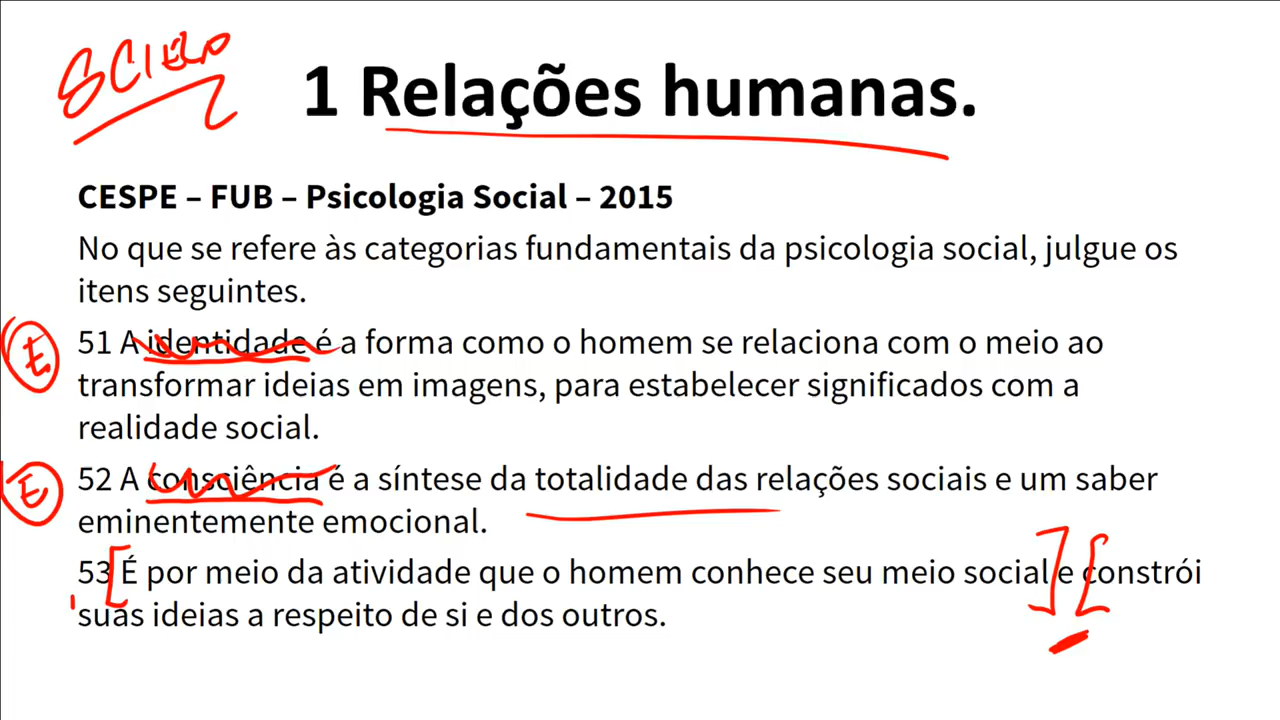 SCIELO
1 Relações humanas.
CESPE – FUB – Psicologia Social – 2015
No que se refere às categorias fundamentais da psicologia social, julgue os
itens seguintes.
E 51 A identidade é a forma como o homem se relaciona com o meio ao
transformar ideias em imagens, para estabelecer significados com a
realidade social.
E 52 A consciência é a síntese da totalidade das relações sociais e um saber
eminentemente emocional.
53 [É por meio da atividade que o homem conhece seu meio social] e [constrói
suas ideias a respeito de si e dos outros.